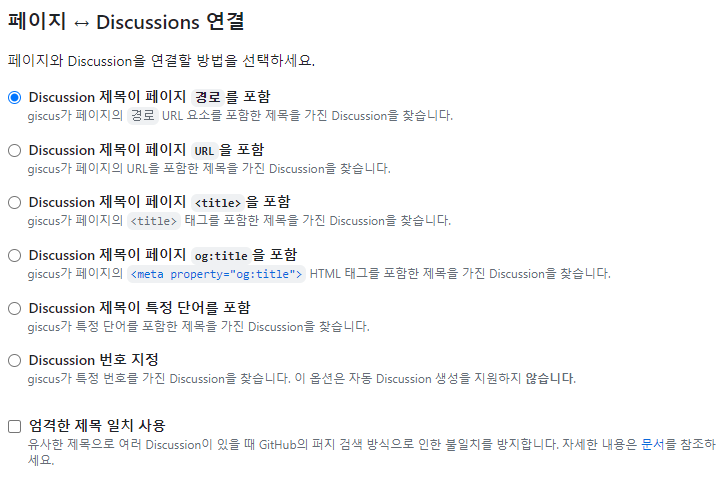 페이지 ↔ Discussions 연결
페이지와 Discussion을 연결할 방법을 선택하세요.
Discussion 제목이 페이지 경로 를 포함
giscus가 페이지의 경로 URL 요소를 포함한 제목을 가진 Discussion을 찾습니다.
Discussion 제목이 페이지 URL 을 포함
giscus가 페이지의 URL을 포함한 제목을 가진 Discussion을 찾습니다.
Discussion 제목이 페이지 <title> 을 포함
giscus가 페이지의 <title> 태그를 포함한 제목을 가진 Discussion을 찾습니다.
Discussion 제목이 페이지 og:title 을 포함
giscus가 페이지의 <meta property="og:title"> HTML 태그를 포함한 제목을 가진 Discussion을 찾습니다.
Discussion 제목이 특정 단어를 포함
giscus가 특정 단어를 포함한 제목을 가진 Discussion을 찾습니다.
Discussion 번호 지정
giscus가 특정 번호를 가진 Discussion을 찾습니다. 이 옵션은 자동 Discussion 생성을 지원하지 않습니다.
엄격한 제목 일치 사용
유사한 제목으로 여러 Discussion이 있을 때 GitHub의 퍼지 검색 방식으로 인한 불일치를 방지합니다. 자세한 내용은 문서를 참조하
세요.